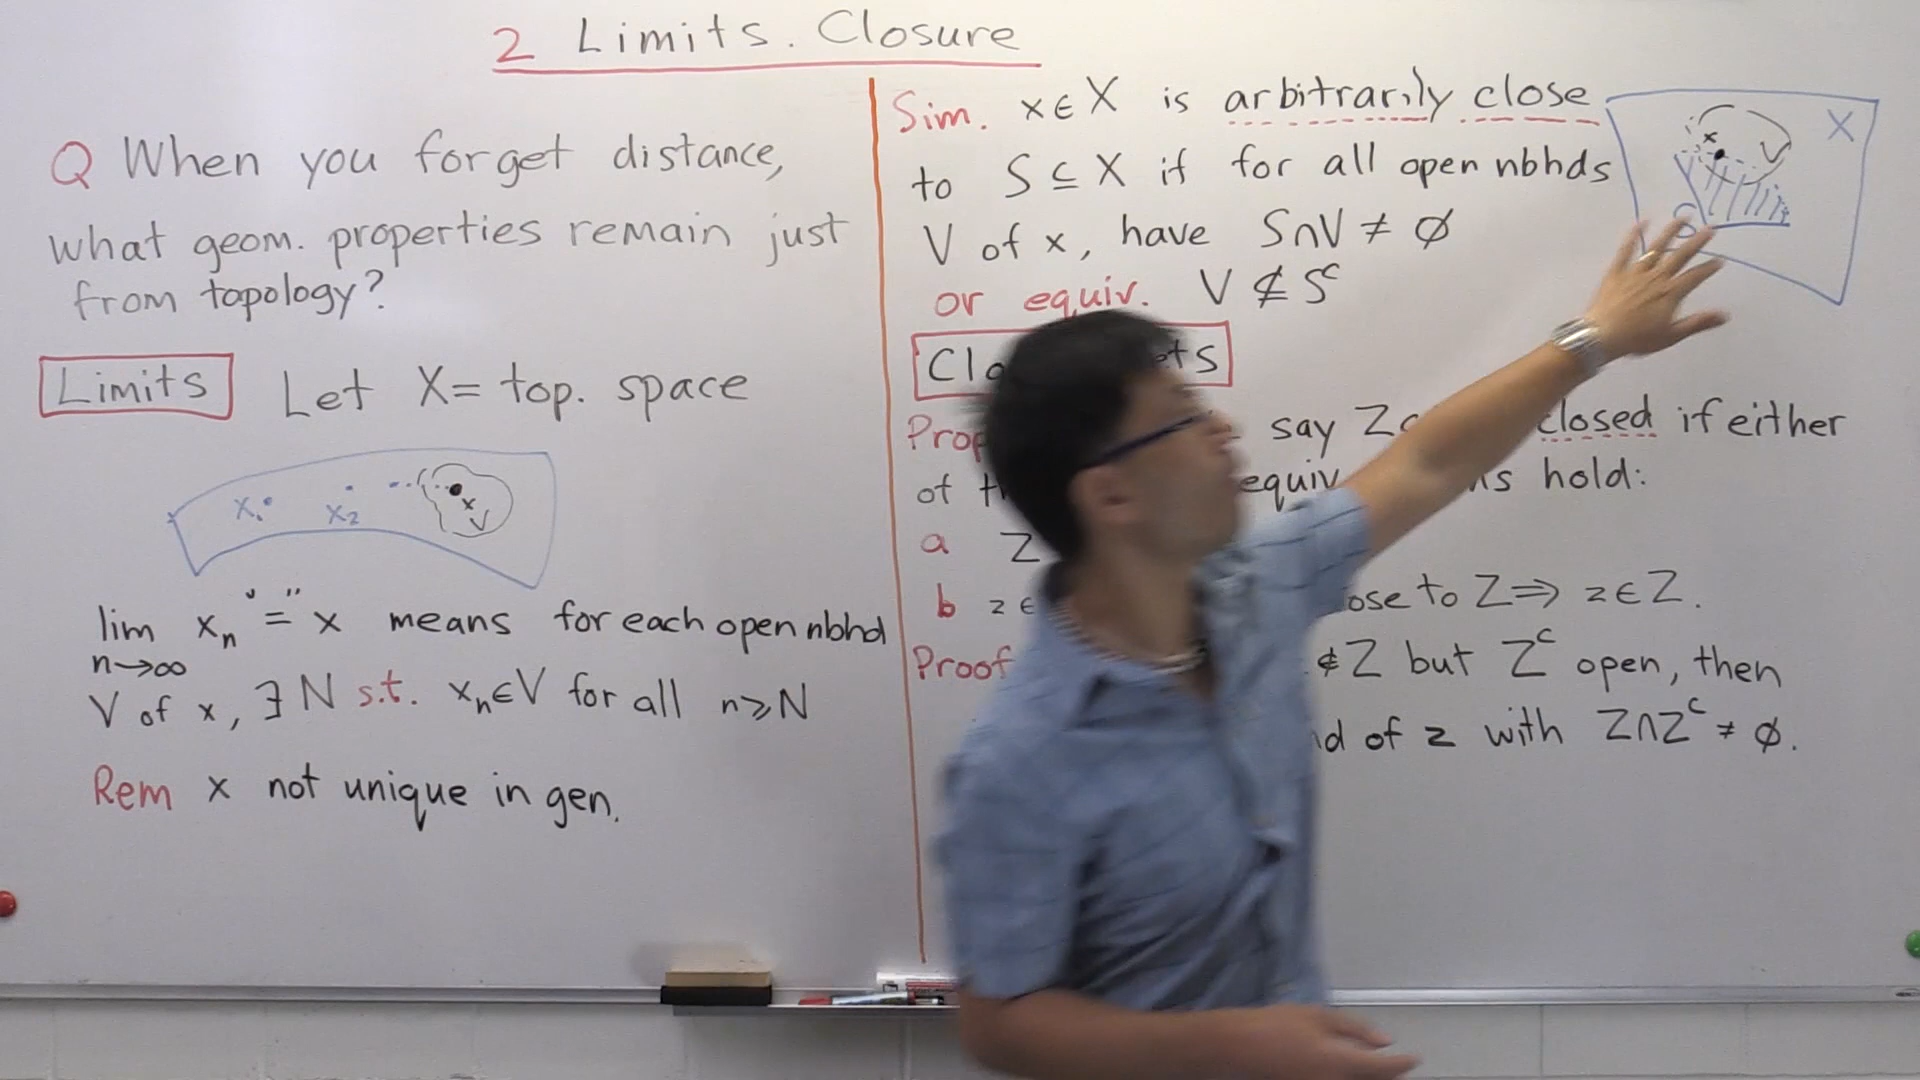 2 Limits. Closure
Q When you forget distance,
what geom. properties remain just
from topology?
Limits Let X = top. space
x₁ x₂ x V
lim xₙ "=" x means for each open nbhd
n→∞
V of x, ∃ N s.t. xₙ∈V for all n⩾N
Rem x not unique in gen.
Sim. x∈X is arbitrarily close
to S ⊆ X if for all open nbhds
V of x, have S∩V ≠ ∅
or equiv. V ⊈ Sᶜ
X
x V
S
say closed if either
of equiv hold:
a Z
b z ∈ to Z ⇒ z∈Z.
Proof ∉ Z but Zᶜ open, then
of z with Z∩Zᶜ ≠ ∅.